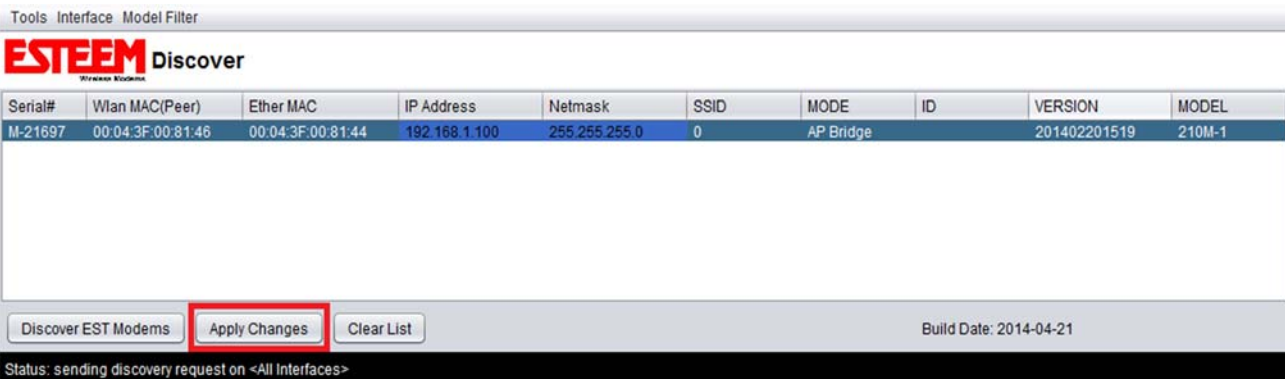 Tools Interface Model Filter
ESTEEM Discover
Wireless Modems
Serial# Wlan MAC(Peer) Ether MAC IP Address Netmask SSID MODE ID VERSION MODEL
M-21697 00:04:3F:00:81:46 00:04:3F:00:81:44 192.168.1.100 255.255.255.0 0 AP Bridge 201402201519 210M-1
Discover EST Modems Apply Changes Clear List Build Date: 2014-04-21
Status: sending discovery request on <All Interfaces>